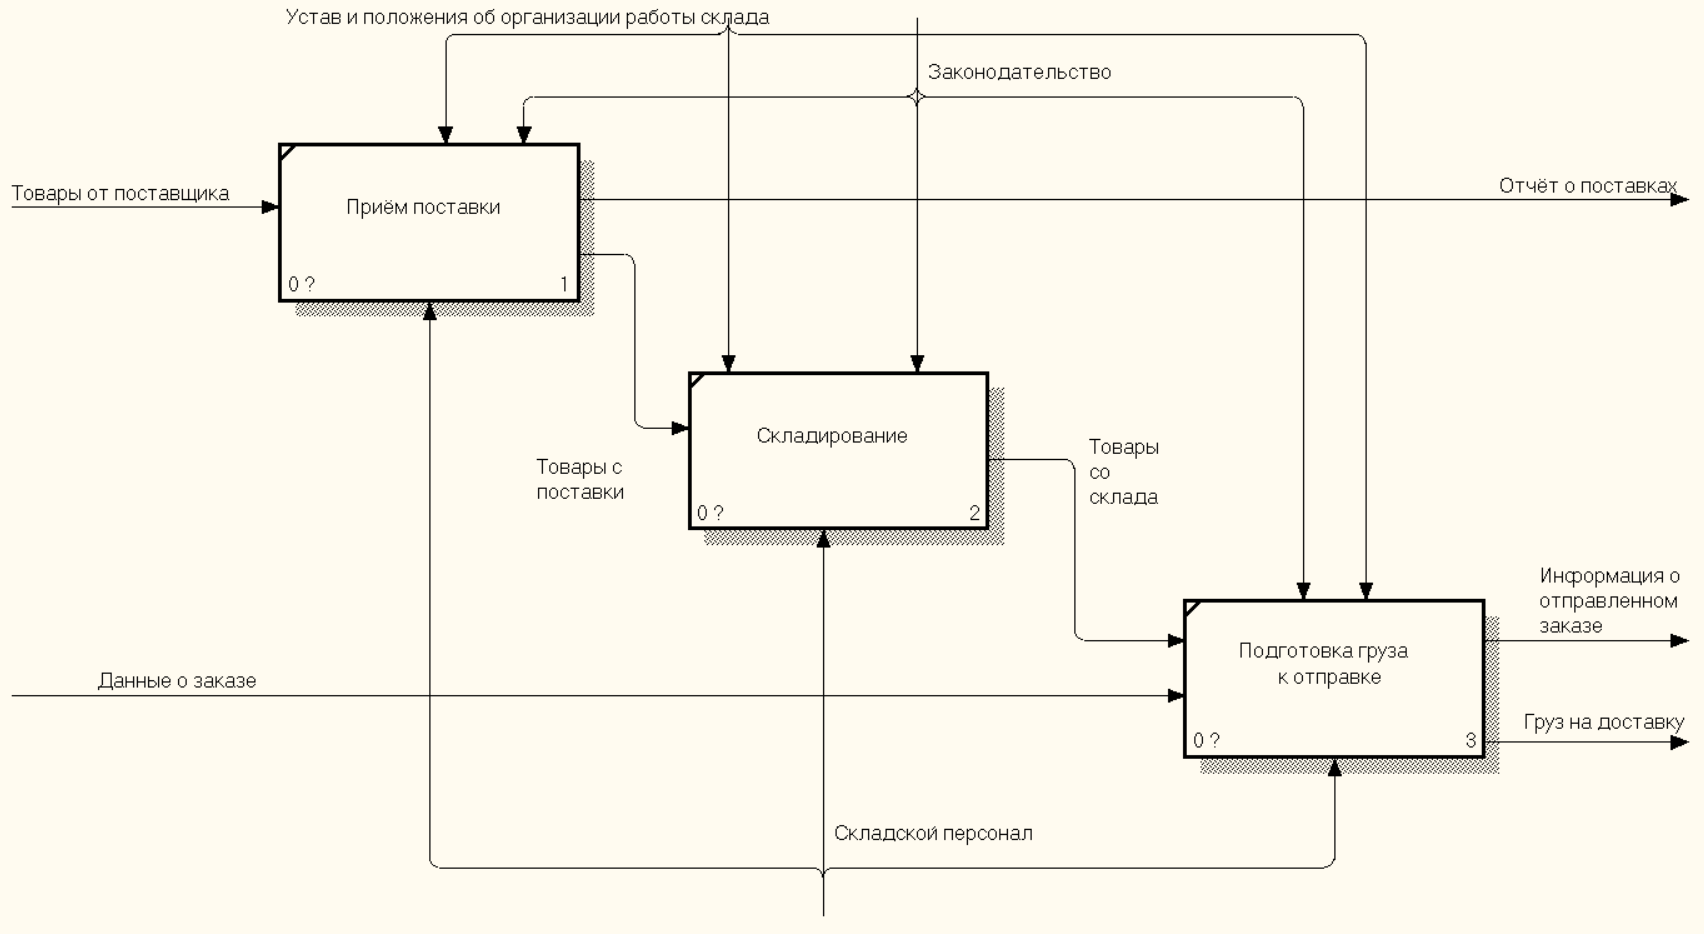 Устав и положения об организации работы склада
Законодательство
Товары от поставщика
Приём поставки
Отчёт о поставках
0 ?
1
Складирование
Товары с
поставки
Товары
со
склада
0 ?
2
Информация о
отправленном
заказе
Подготовка груза
к отправке
Данные о заказе
Груз на доставку
0 ?
3
Складской персонал